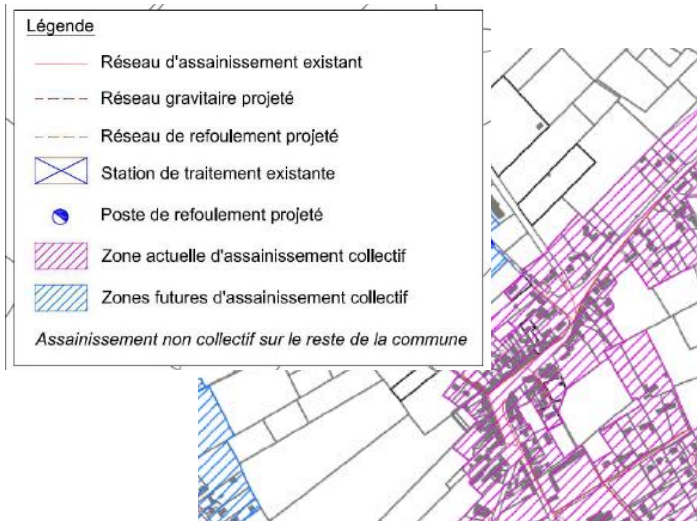 Légende
Réseau d'assainissement existant
Réseau gravitaire projeté
Réseau de refoulement projeté
Station de traitement existante
Poste de refoulement projeté
Zone actuelle d'assainissement collectif
Zones futures d'assainissement collectif
Assainissement non collectif sur le reste de la commune